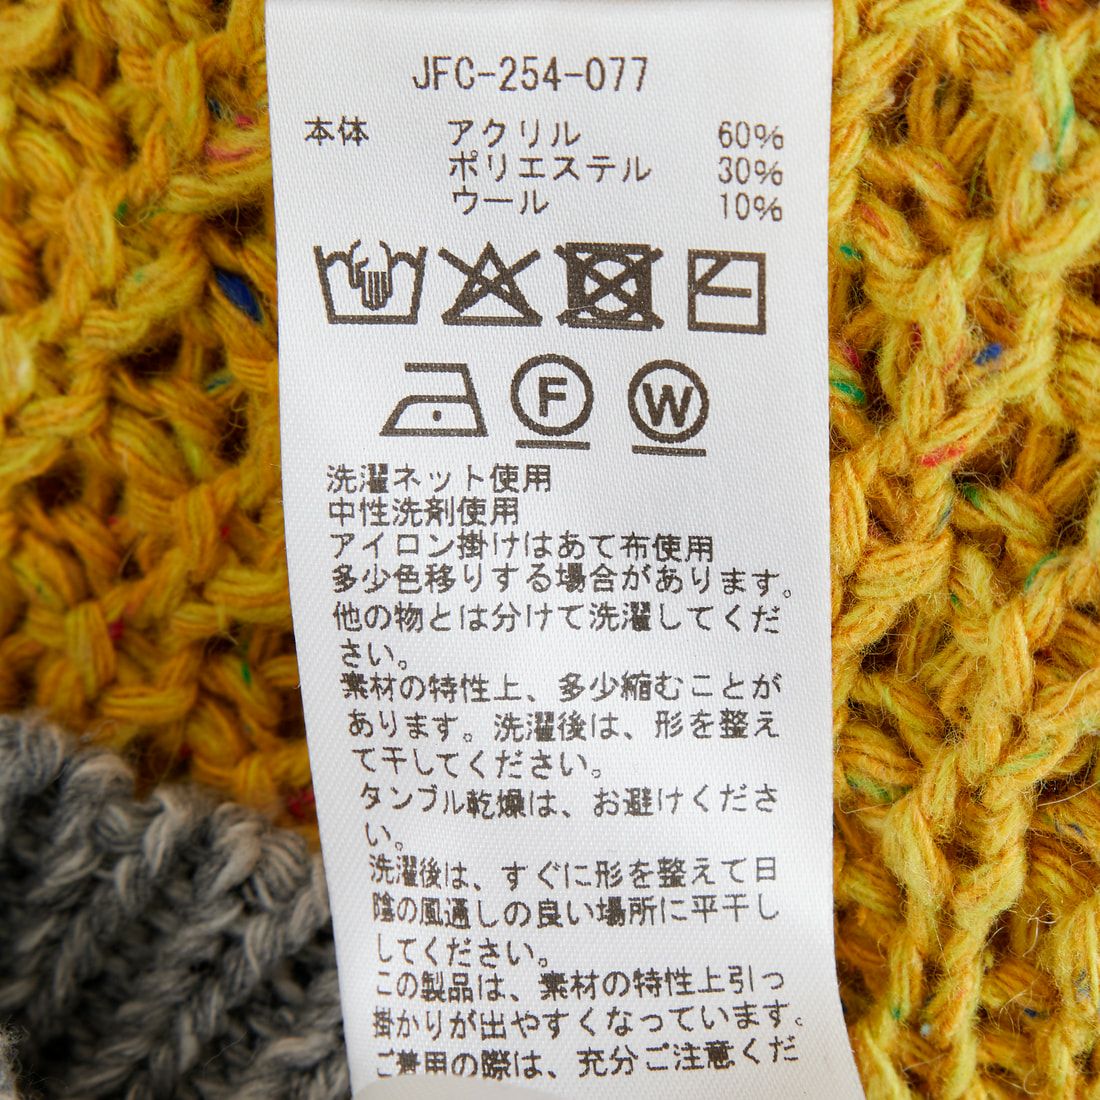 JFC-254-077
本体 アクリル 60%
ポリエステル 30%
ウール 10%
F W
洗濯ネット使用
中性洗剤使用
アイロン掛けはあて布使用
多少色移りする場合があります。
他の物とは分けて洗濯してくだ
さい。
素材の特性上、多少縮むことが
あります。洗濯後は、形を整え
て干してください。
タンブル乾燥は、お避けくださ
い。
洗濯後は、すぐに形を整えて日
陰の風通しの良い場所に平干し
してください。
この製品は、素材の特性上引っ
掛かりが出やすくなっています。
ご着用の際は、充分ご注意くだ